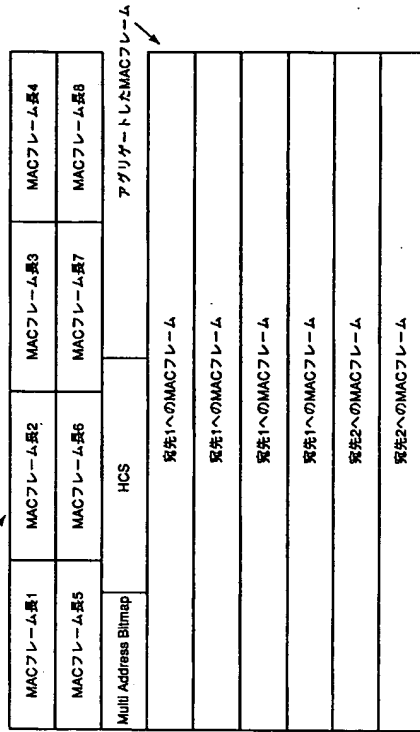 MACフレーム長1 MACフレーム長2 MACフレーム長3 MACフレーム長4
MACフレーム長5 MACフレーム長6 MACフレーム長7 MACフレーム長8
Multi Address Bitmap HCS
アグリゲートしたMACフレーム
宛先1へのMACフレーム
宛先1へのMACフレーム
宛先1へのMACフレーム
宛先1へのMACフレーム
宛先2へのMACフレーム
宛先2へのMACフレーム